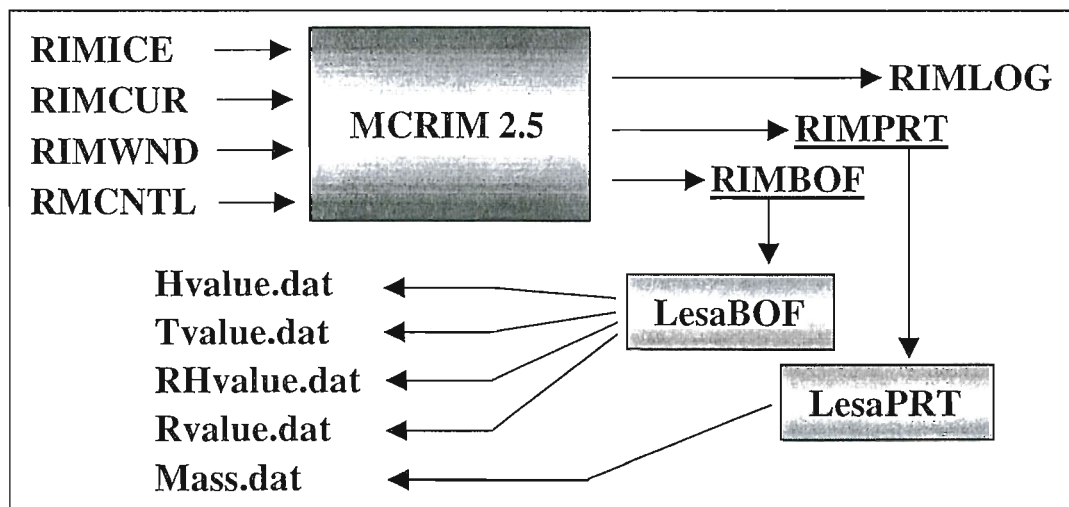 RIMICE
RIMCUR
RIMWND
RMCNTL
MCRIM 2.5
RIMLOG
RIMPRT
RIMBOF
Hvalue.dat
Tvalue.dat
RHvalue.dat
Rvalue.dat
Mass.dat
LesaBOF
LesaPRT